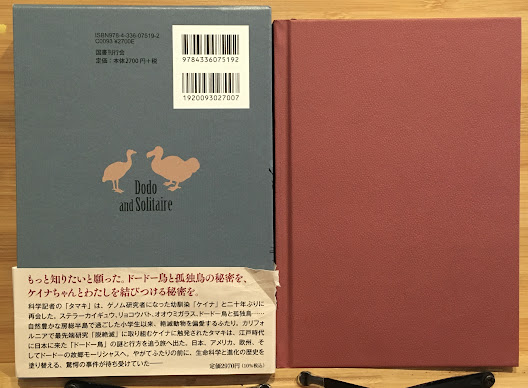 ISBN978-4-336-07519-2
C0093 ¥2700E
国書刊行会
定価：本体2700円＋税
9784336075192
1920093027007
Dodo
and Solitaire
もっと知りたいと願った。ドードー鳥と孤独鳥の秘密を、
ケイナちゃんとわたしを結びつける秘密を。
科学記者の「タマキ」は、ゲノム研究者になった幼馴染「ケイナ」と二十年ぶりに
再会した。ステラーカイギュウ、リョコウバト、オオウミガラス、ドードー鳥と孤独鳥……
自然豊かな房総半島で過ごした小学生以来、絶滅動物を偏愛するふたり。カリフォ
ルニアで最先端研究「脱絶滅」に取り組むケイナに触発されたタマキは、江戸時代
に日本に来た「ドードー鳥」の謎と行方を追う旅へ出た。日本、アメリカ、欧州、そ
してドードーの故郷モーリシャスへ。やがてふたりの前に、生命科学と進化の歴史を
塗り替える、驚愕の事件が待ち受けていた──
定価2970円（10%税込）